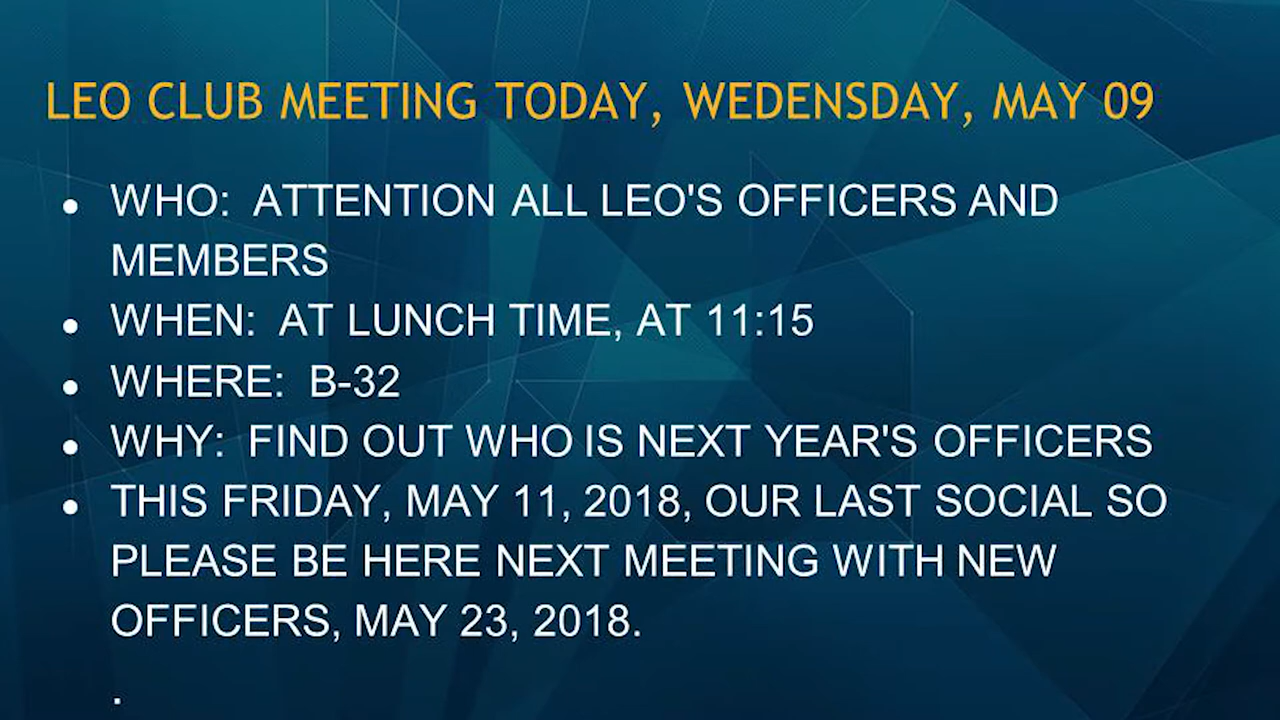 LEO CLUB MEETING TODAY, WEDENSDAY, MAY 09
● WHO:  ATTENTION ALL LEO'S OFFICERS AND
MEMBERS
● WHEN:  AT LUNCH TIME, AT 11:15
● WHERE:  B-32
● WHY:  FIND OUT WHO IS NEXT YEAR'S OFFICERS
● THIS FRIDAY, MAY 11, 2018, OUR LAST SOCIAL SO
PLEASE BE HERE NEXT MEETING WITH NEW
OFFICERS, MAY 23, 2018.
.